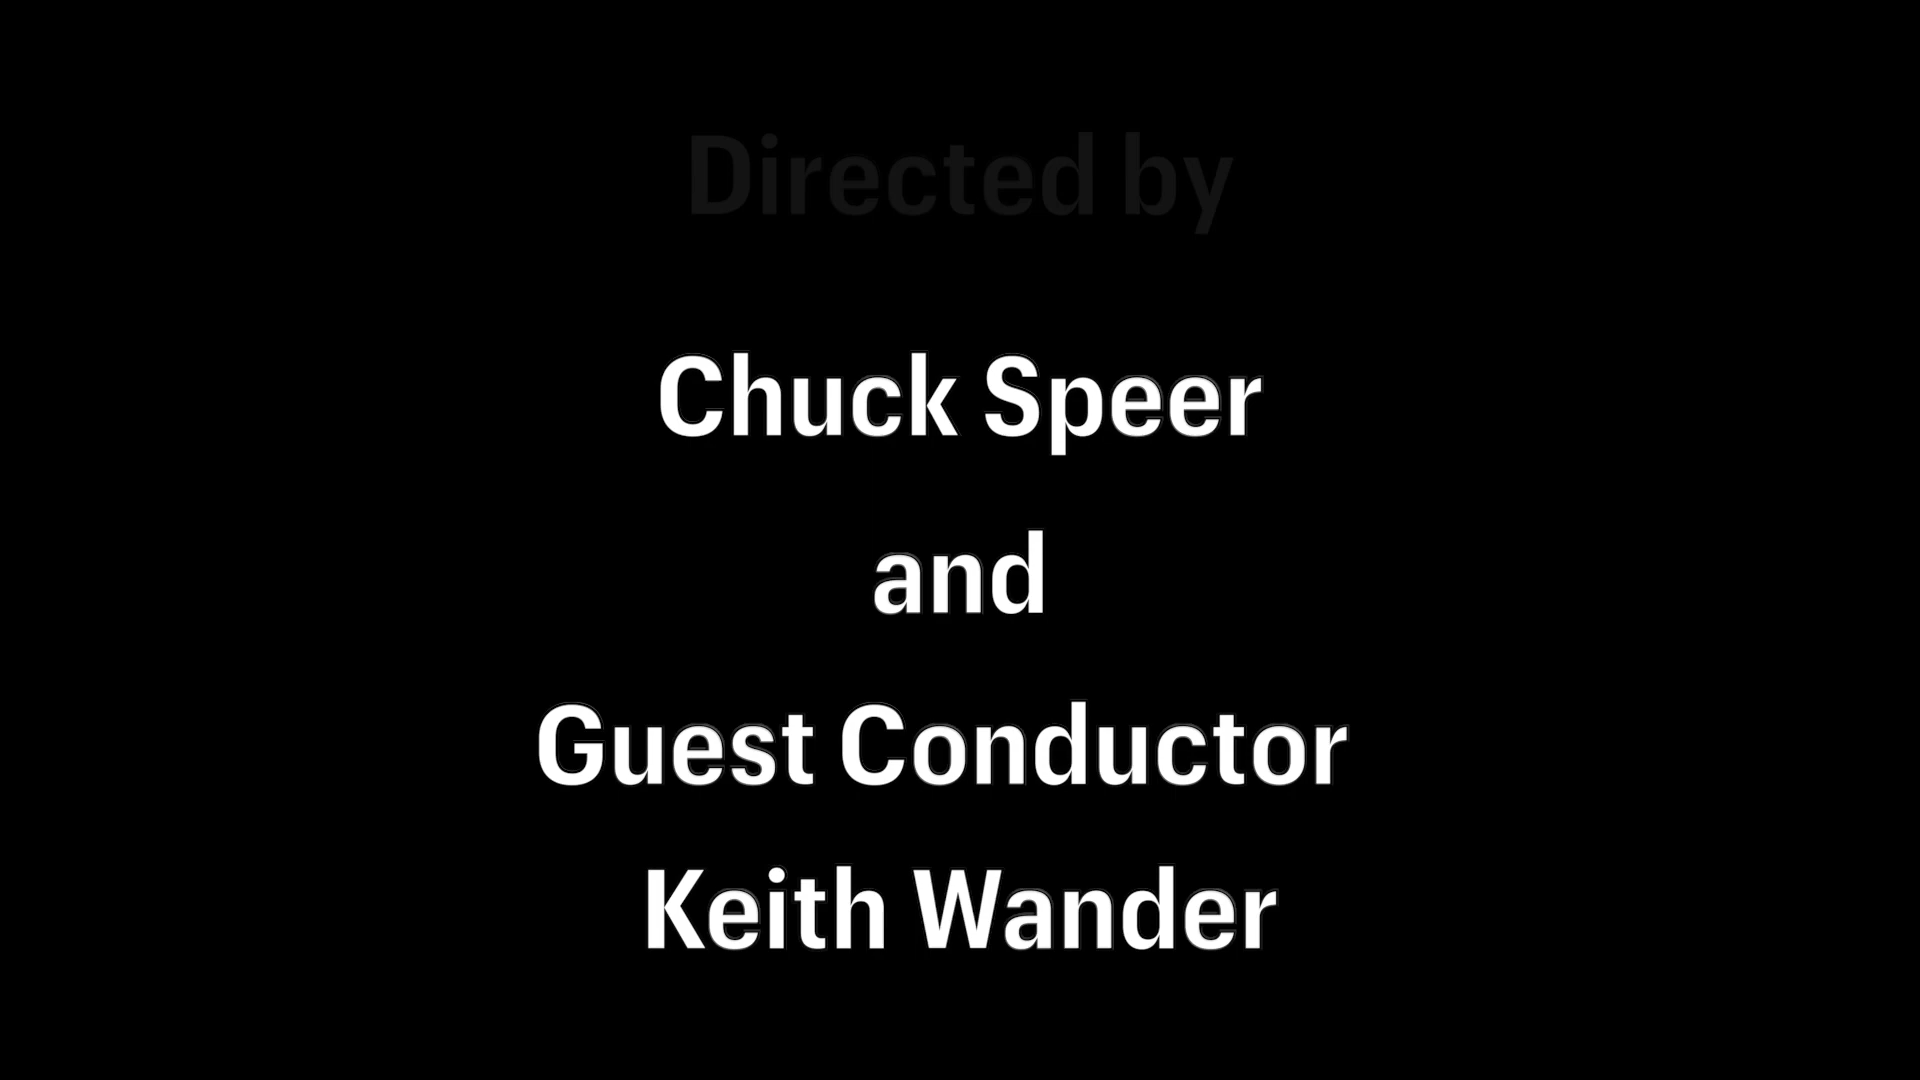 Directed by
Chuck Speer
and
Guest Conductor
Keith Wander